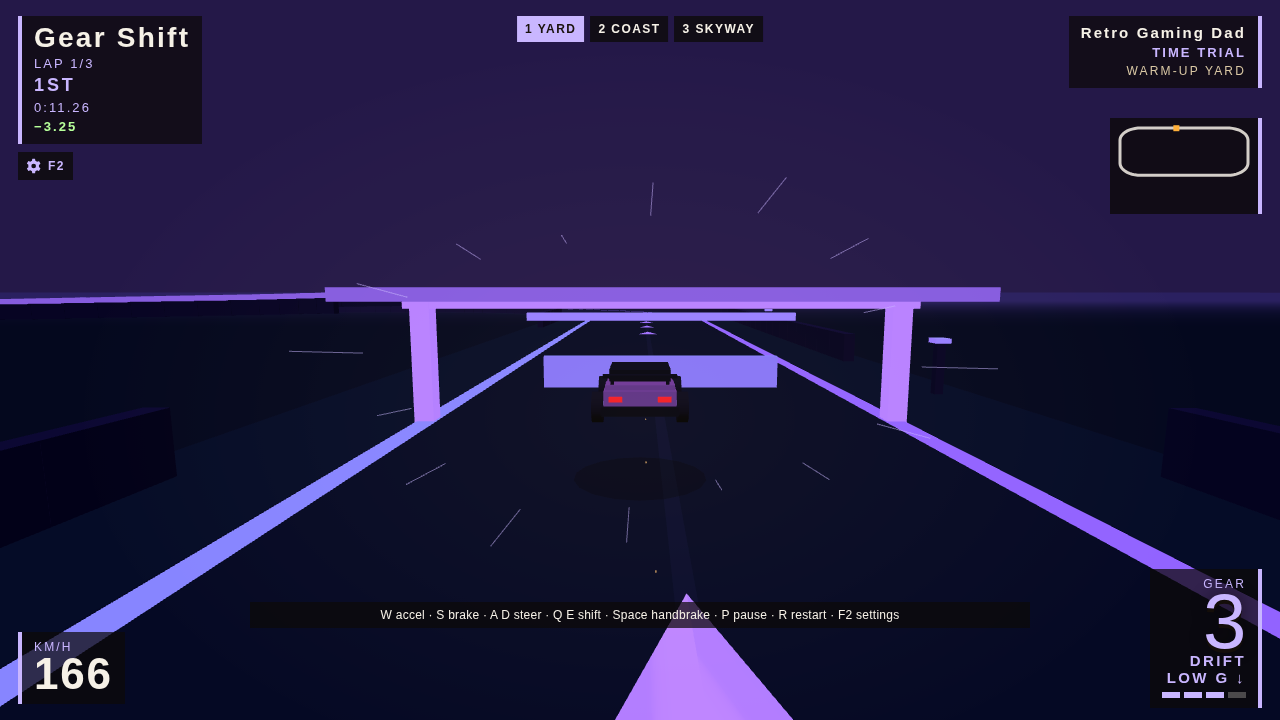 Gear Shift
LAP 1/3
1ST
0:11.26
−3.25
F2
1 YARD
2 COAST
3 SKYWAY
Retro Gaming Dad
TIME TRIAL
WARM-UP YARD
W accel · S brake · A D steer · Q E shift · Space handbrake · P pause · R restart · F2 settings
KM/H
166
GEAR
3
DRIFT
LOW G ↓